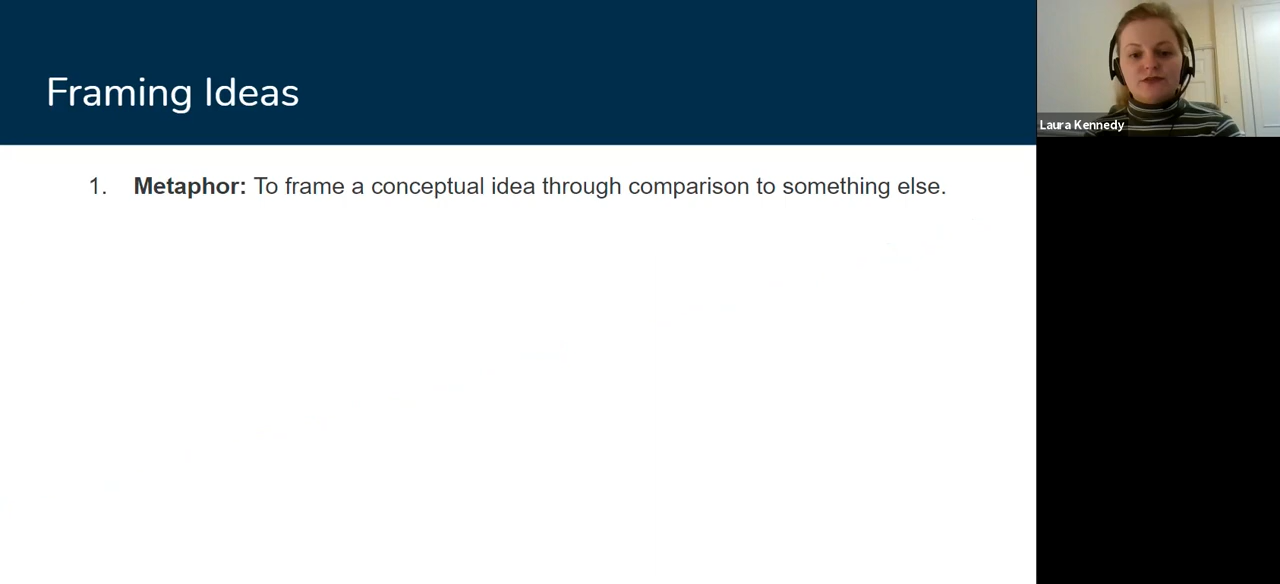 Framing Ideas
Laura Kennedy
1. Metaphor: To frame a conceptual idea through comparison to something else.